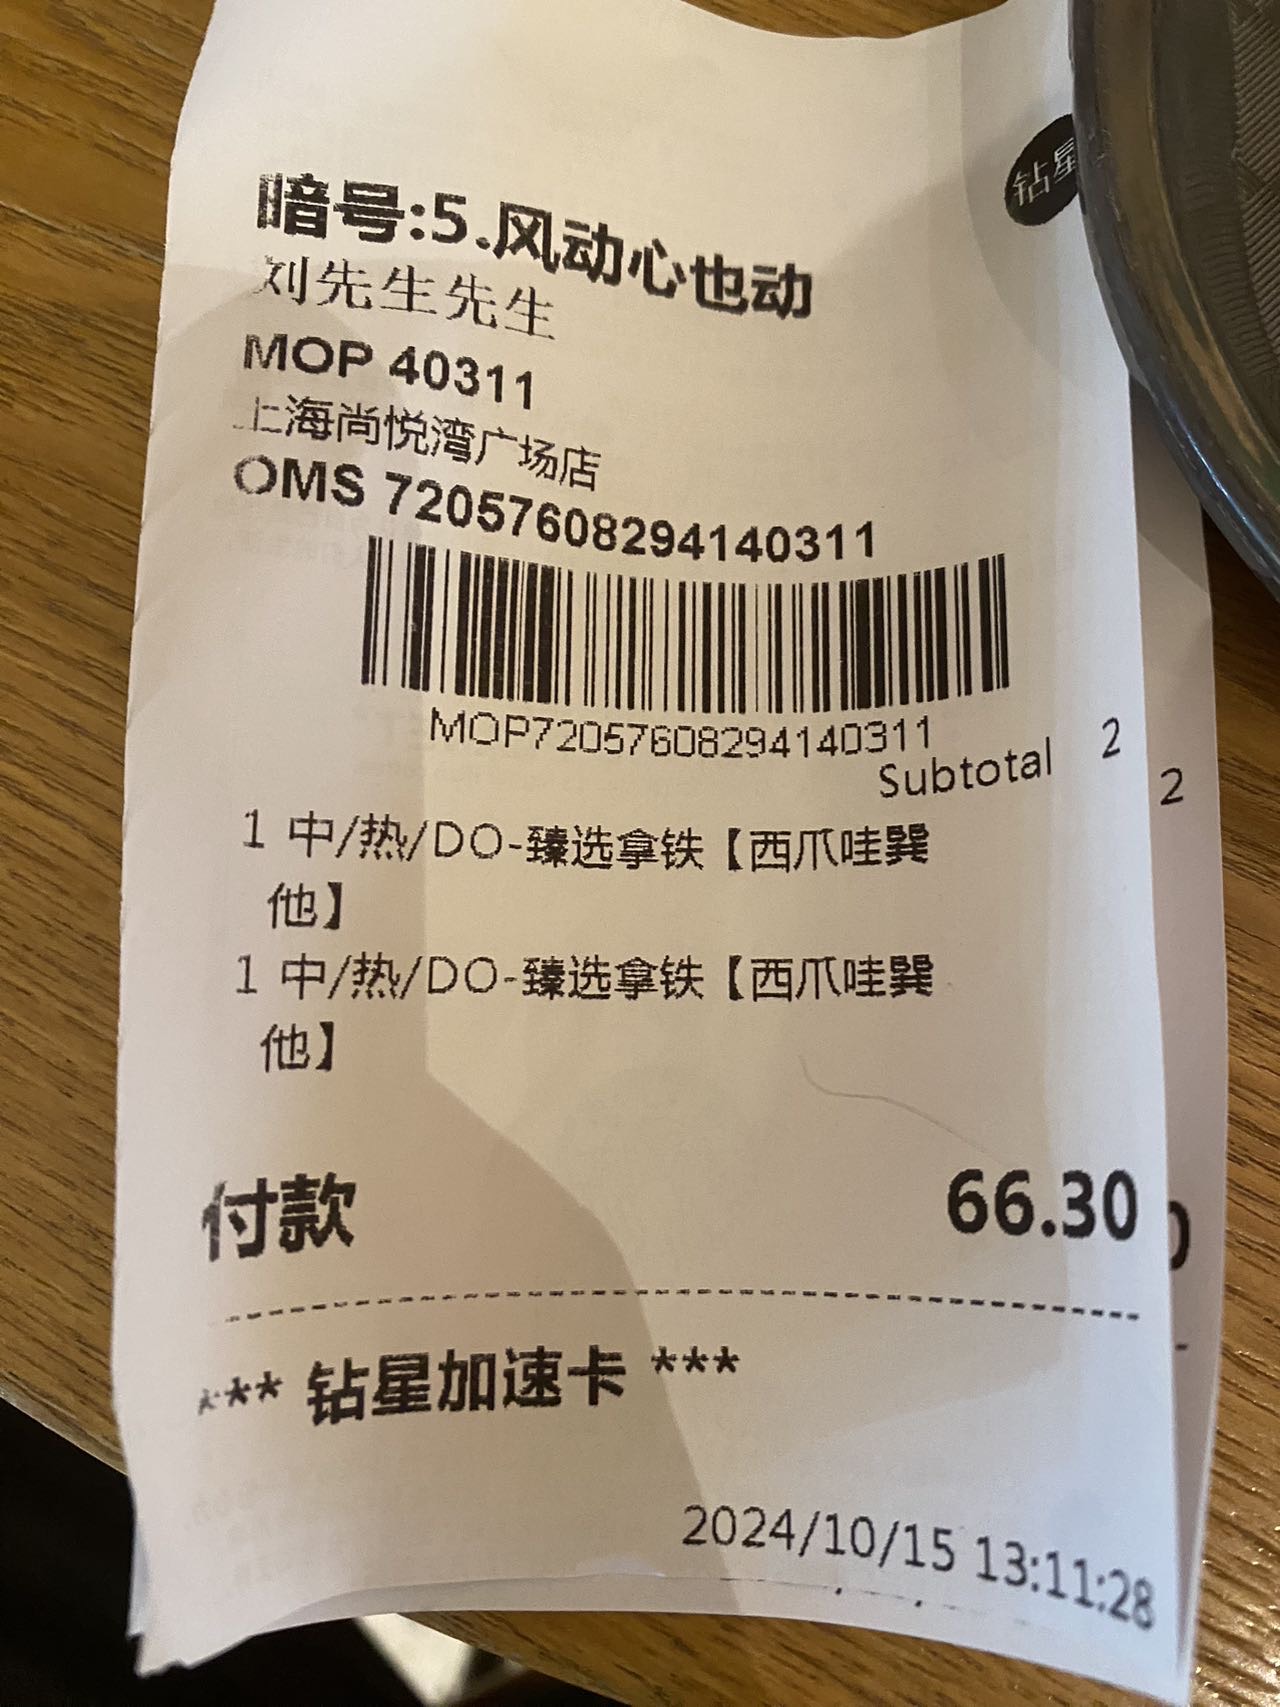 钻星
暗号:5.风动心也动
刘先生先生
MOP 40311
上海尚悦湾广场店
OMS 72057608294140311
MOP72057608294140311
Subtotal 2
2
1 中/热/DO-臻选拿铁【西爪哇巽
他】
1 中/热/DO-臻选拿铁【西爪哇巽
他】
付款 66.30
0
*** 钻星加速卡 ***
2024/10/15 13:11:28